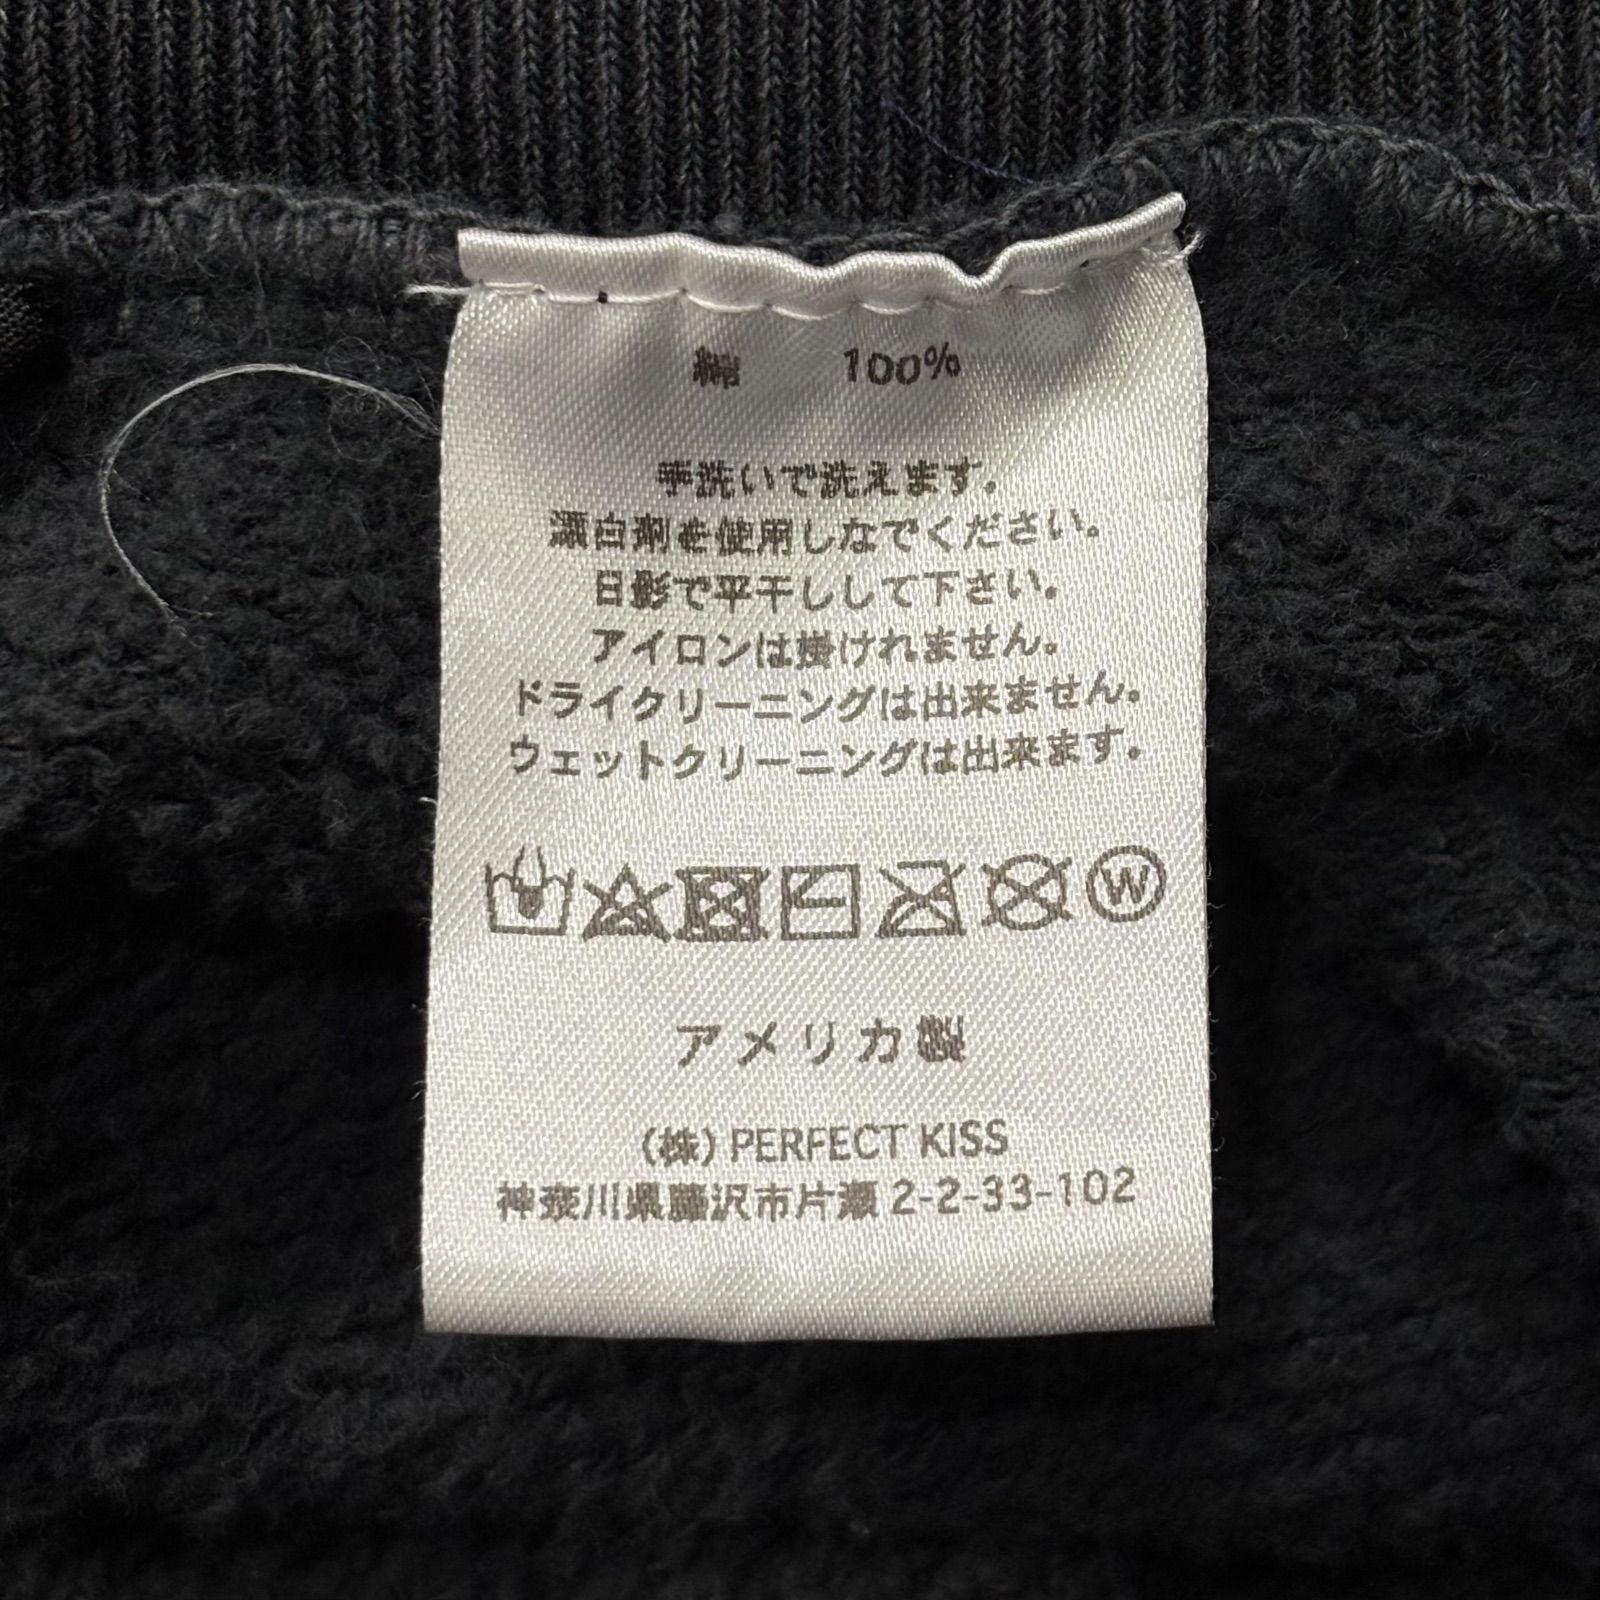 綿 100%
手洗いで洗えます。
漂白剤を使用しなでください。
日影で平干しして下さい。
アイロンは掛けれません。
ドライクリーニングは出来ません。
ウェットクリーニングは出来ます。
W
アメリカ製
(株) PERFECT KISS
神奈川県藤沢市片瀬 2-2-33-102